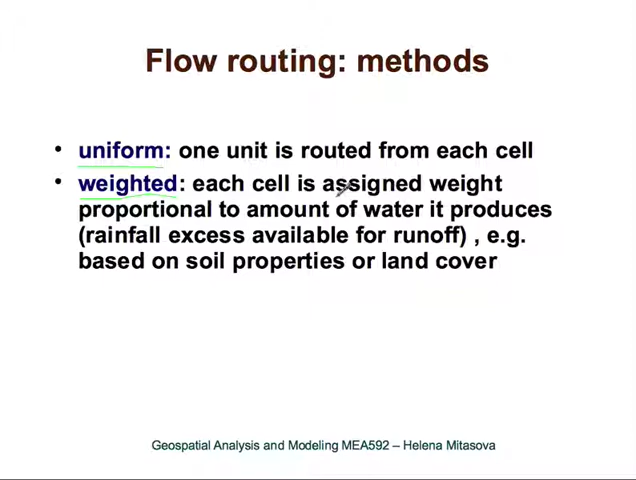 Flow routing: methods
• uniform: one unit is routed from each cell
• weighted: each cell is assigned weight
proportional to amount of water it produces
(rainfall excess available for runoff) , e.g.
based on soil properties or land cover
Geospatial Analysis and Modeling MEA592 – Helena Mitasova